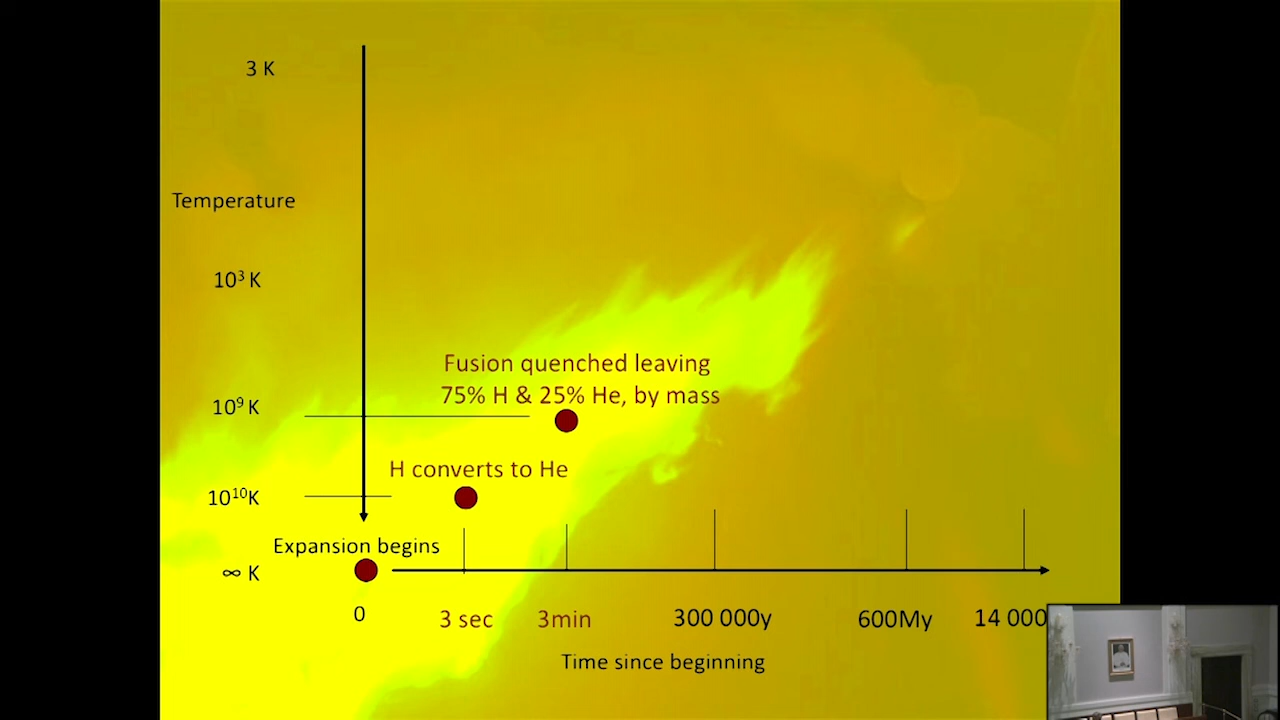 3 K
Temperature
10³ K
Fusion quenched leaving
75% H & 25% He, by mass
10⁹ K
H converts to He
10¹⁰K
Expansion begins
∞ K
0
3 sec
3min
300 000y
600My
14 000
Time since beginning